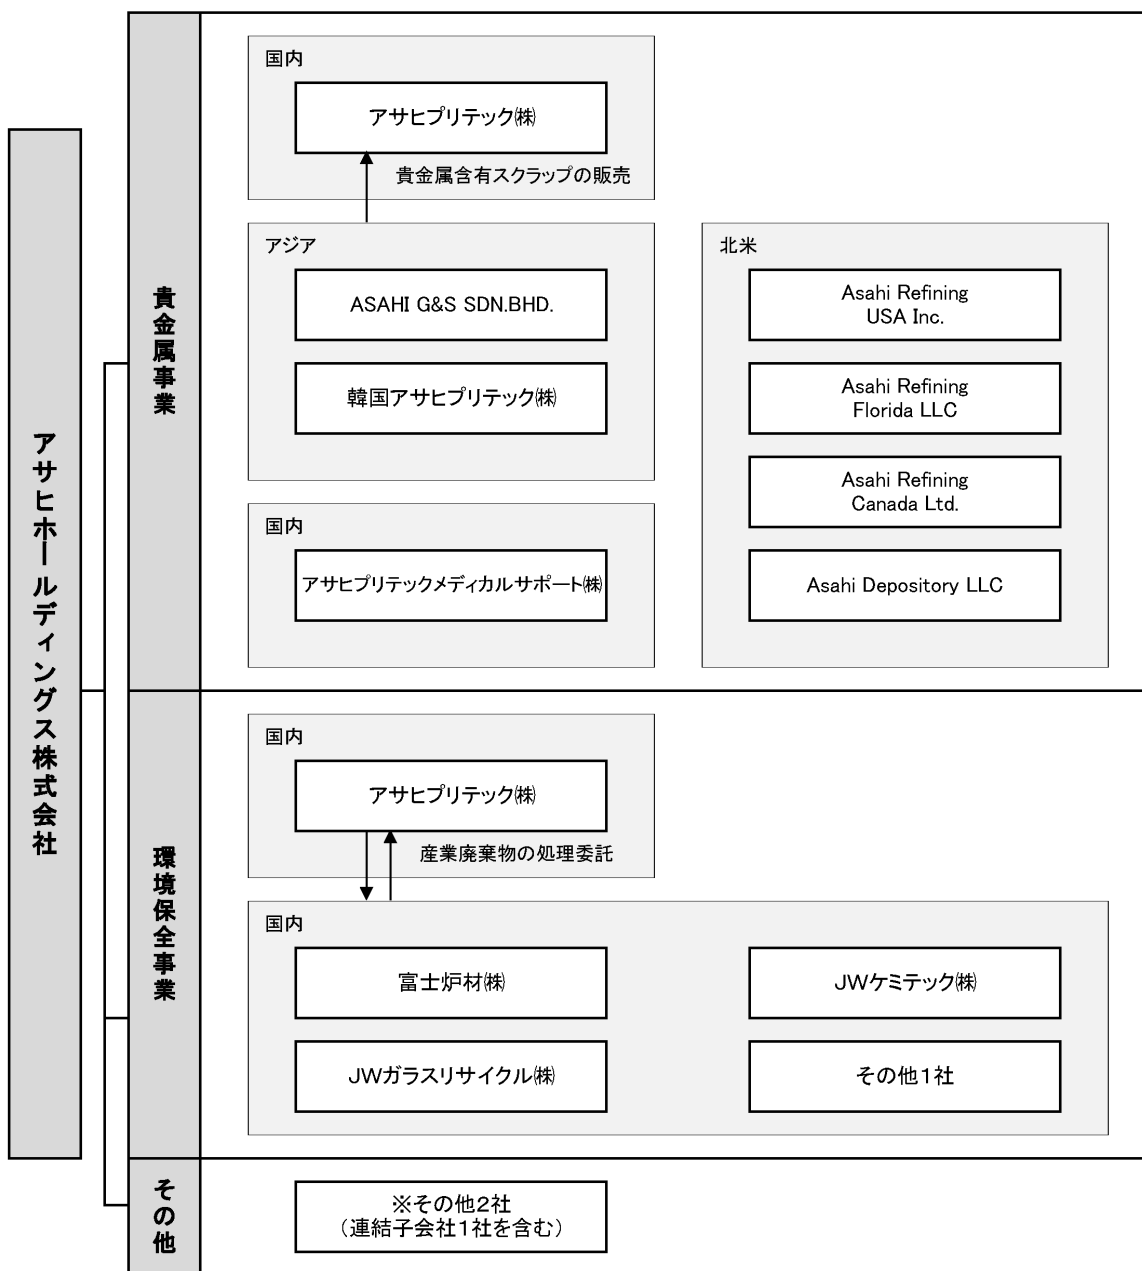 アサヒホールディングス株式会社
貴金属事業
国内
アサヒプリテック㈱
貴金属含有スクラップの販売
アジア
ASAHI G&S SDN.BHD.
韓国アサヒプリテック㈱
国内
アサヒプリテックメディカルサポート㈱
北米
Asahi Refining
USA Inc.
Asahi Refining
Florida LLC
Asahi Refining
Canada Ltd.
Asahi Depository LLC
環境保全事業
国内
アサヒプリテック㈱
産業廃棄物の処理委託
国内
富士炉材㈱
JWケミテック㈱
JWガラスリサイクル㈱
その他1社
その他
※その他2社
(連結子会社1社を含む)